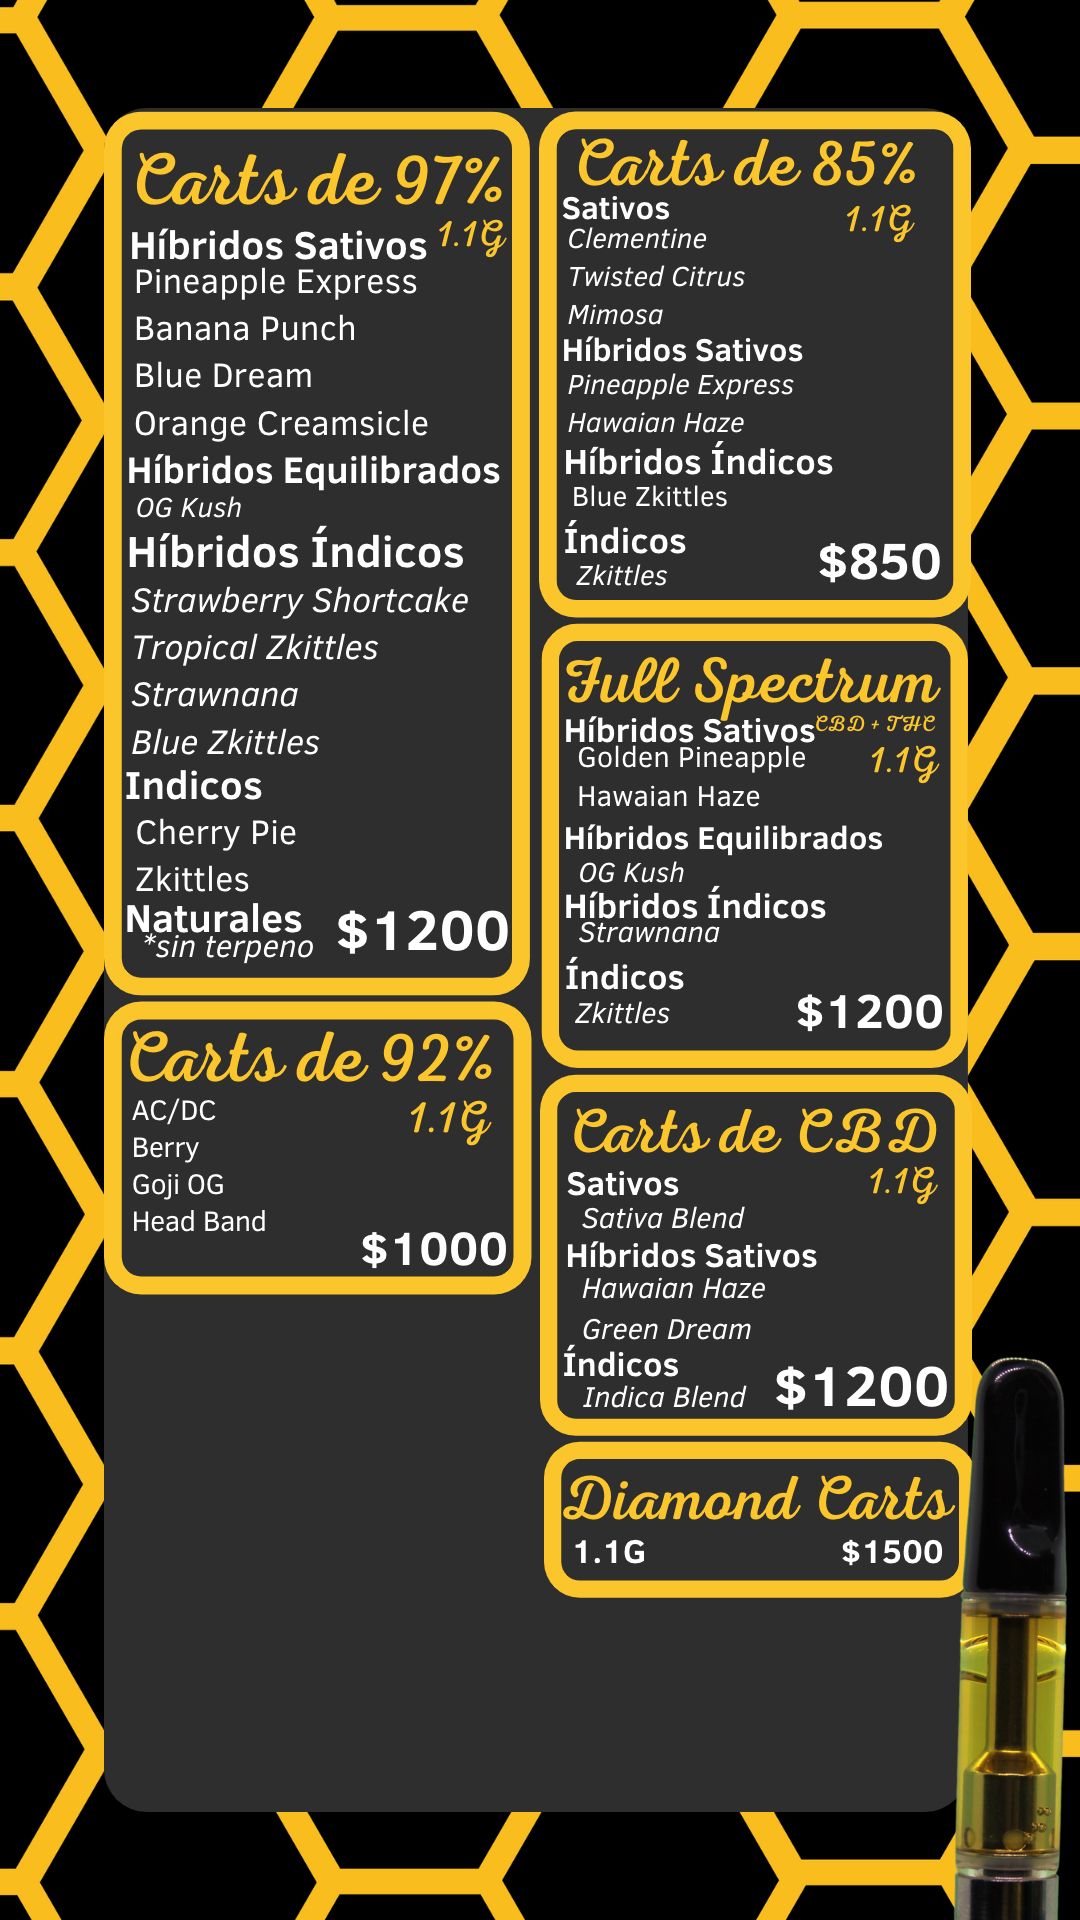 Carts de 97%
1.1G
Híbridos Sativos
Pineapple Express
Banana Punch
Blue Dream
Orange Creamsicle
Híbridos Equilibrados
OG Kush
Híbridos Índicos
Strawberry Shortcake
Tropical Zkittles
Strawnana
Blue Zkittles
Indicos
Cherry Pie
Zkittles
Naturales
*sin terpeno
$1200
Carts de 92%
1.1G
AC/DC
Berry
Goji OG
Head Band
$1000
Carts de 85%
1.1G
Sativos
Clementine
Twisted Citrus
Mimosa
Híbridos Sativos
Pineapple Express
Hawaian Haze
Híbridos Índicos
Blue Zkittles
Índicos
Zkittles
$850
Full Spectrum
CBD + THC
1.1G
Híbridos Sativos
Golden Pineapple
Hawaian Haze
Híbridos Equilibrados
OG Kush
Híbridos Índicos
Strawnana
Índicos
Zkittles
$1200
Carts de CBD
1.1G
Sativos
Sativa Blend
Híbridos Sativos
Hawaian Haze
Green Dream
Índicos
Indica Blend
$1200
Diamond Carts
1.1G $1500